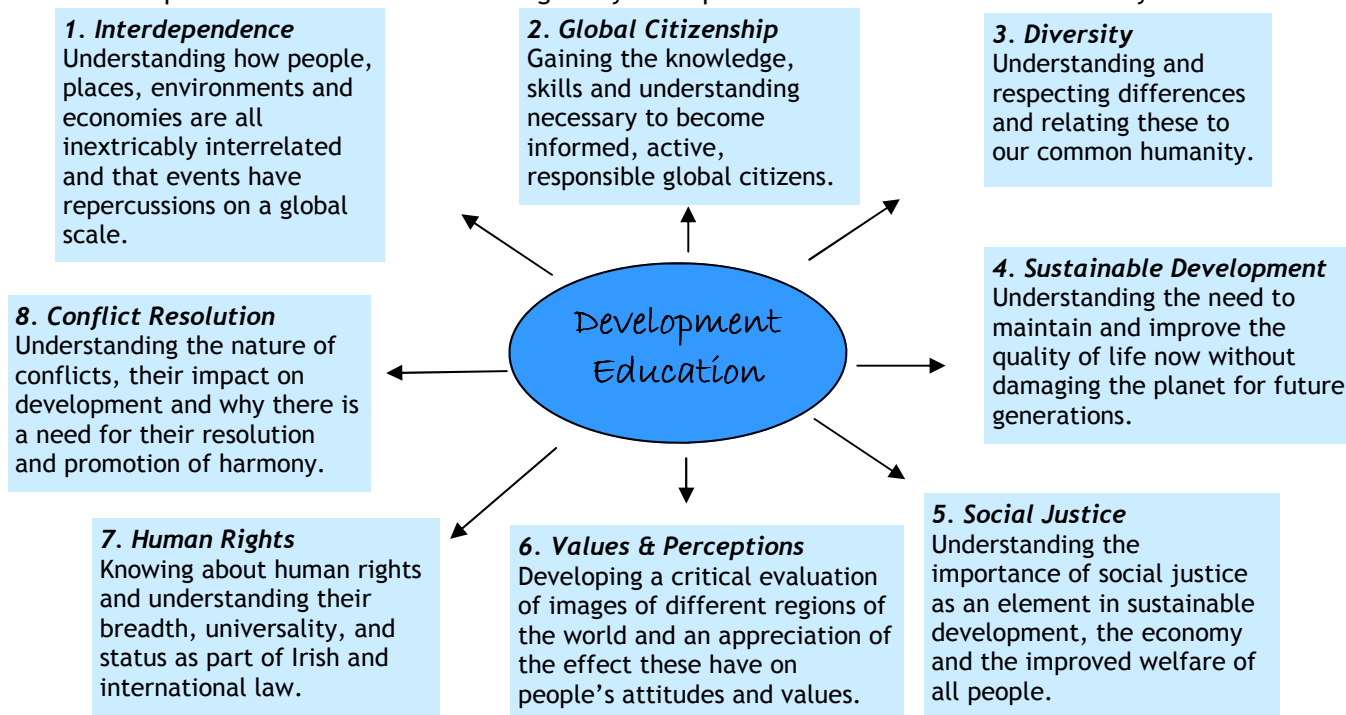 1. Interdependence
Understanding how people,
places, environments and
economies are all
inextricably interrelated
and that events have
repercussions on a global
scale.
2. Global Citizenship
Gaining the knowledge,
skills and understanding
necessary to become
informed, active,
responsible global citizens.
3. Diversity
Understanding and
respecting differences
and relating these to
our common humanity.
4. Sustainable Development
Understanding the need to
maintain and improve the
quality of life now without
damaging the planet for future
generations.
Development
Education
8. Conflict Resolution
Understanding the nature of
conflicts, their impact on
development and why there is
a need for their resolution
and promotion of harmony.
7. Human Rights
Knowing about human rights
and understanding their
breadth, universality, and
status as part of Irish and
international law.
6. Values & Perceptions
Developing a critical evaluation
of images of different regions of
the world and an appreciation of
the effect these have on
people’s attitudes and values.
5. Social Justice
Understanding the
importance of social justice
as an element in sustainable
development, the economy
and the improved welfare of
all people.